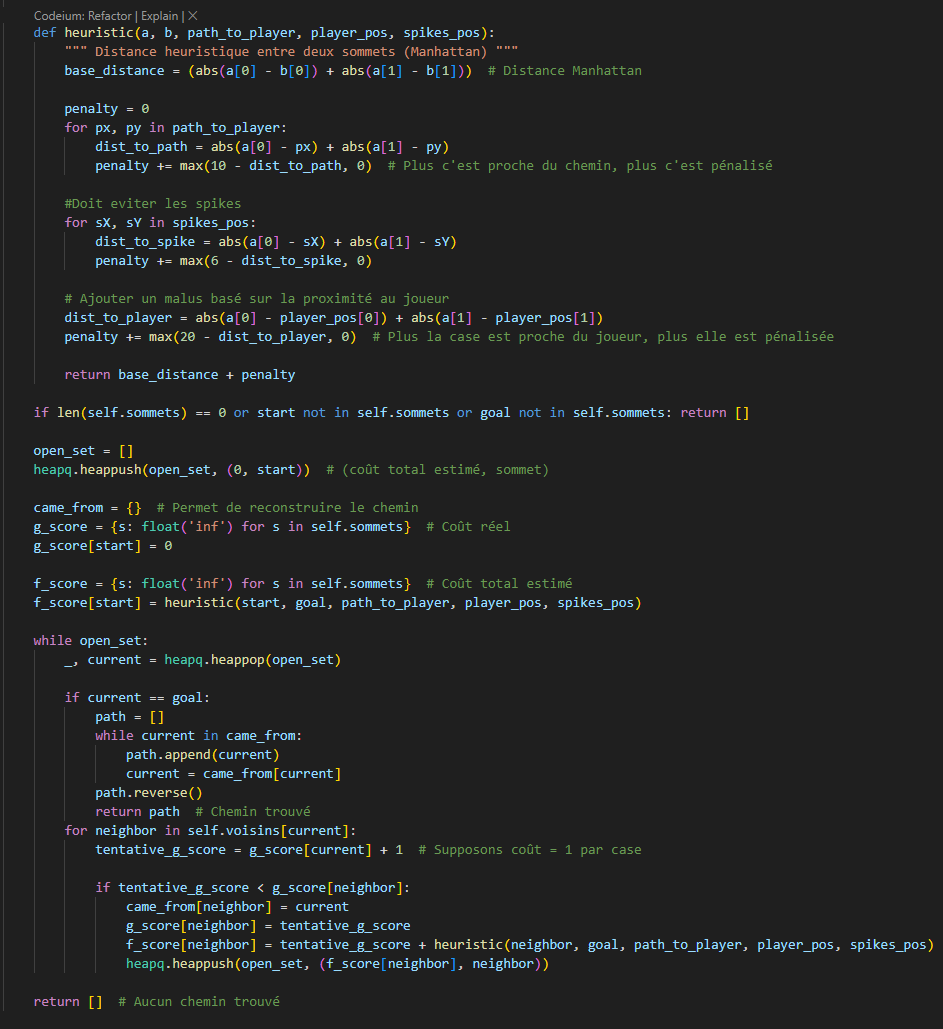 Codeium: Refactor | Explain | ✕
def heuristic(a, b, path_to_player, player_pos, spikes_pos):
    """ Distance heuristique entre deux sommets (Manhattan) """
    base_distance = (abs(a[0] - b[0]) + abs(a[1] - b[1]))  # Distance Manhattan

    penalty = 0
    for px, py in path_to_player:
        dist_to_path = abs(a[0] - px) + abs(a[1] - py)
        penalty += max(10 - dist_to_path, 0)  # Plus c'est proche du chemin, plus c'est pénalisé

    #Doit eviter les spikes
    for sX, sY in spikes_pos:
        dist_to_spike = abs(a[0] - sX) + abs(a[1] - sY)
        penalty += max(6 - dist_to_spike, 0)

    # Ajouter un malus basé sur la proximité au joueur
    dist_to_player = abs(a[0] - player_pos[0]) + abs(a[1] - player_pos[1])
    penalty += max(20 - dist_to_player, 0)  # Plus la case est proche du joueur, plus elle est pénalisée

    return base_distance + penalty

if len(self.sommets) == 0 or start not in self.sommets or goal not in self.sommets: return []

open_set = []
heapq.heappush(open_set, (0, start))  # (coût total estimé, sommet)

came_from = {}  # Permet de reconstruire le chemin
g_score = {s: float('inf') for s in self.sommets}  # Coût réel
g_score[start] = 0

f_score = {s: float('inf') for s in self.sommets}  # Coût total estimé
f_score[start] = heuristic(start, goal, path_to_player, player_pos, spikes_pos)

while open_set:
    _, current = heapq.heappop(open_set)

    if current == goal:
        path = []
        while current in came_from:
            path.append(current)
            current = came_from[current]
        path.reverse()
        return path  # Chemin trouvé
    for neighbor in self.voisins[current]:
        tentative_g_score = g_score[current] + 1  # Supposons coût = 1 par case

        if tentative_g_score < g_score[neighbor]:
            came_from[neighbor] = current
            g_score[neighbor] = tentative_g_score
            f_score[neighbor] = tentative_g_score + heuristic(neighbor, goal, path_to_player, player_pos, spikes_pos)
            heapq.heappush(open_set, (f_score[neighbor], neighbor))

return []  # Aucun chemin trouvé